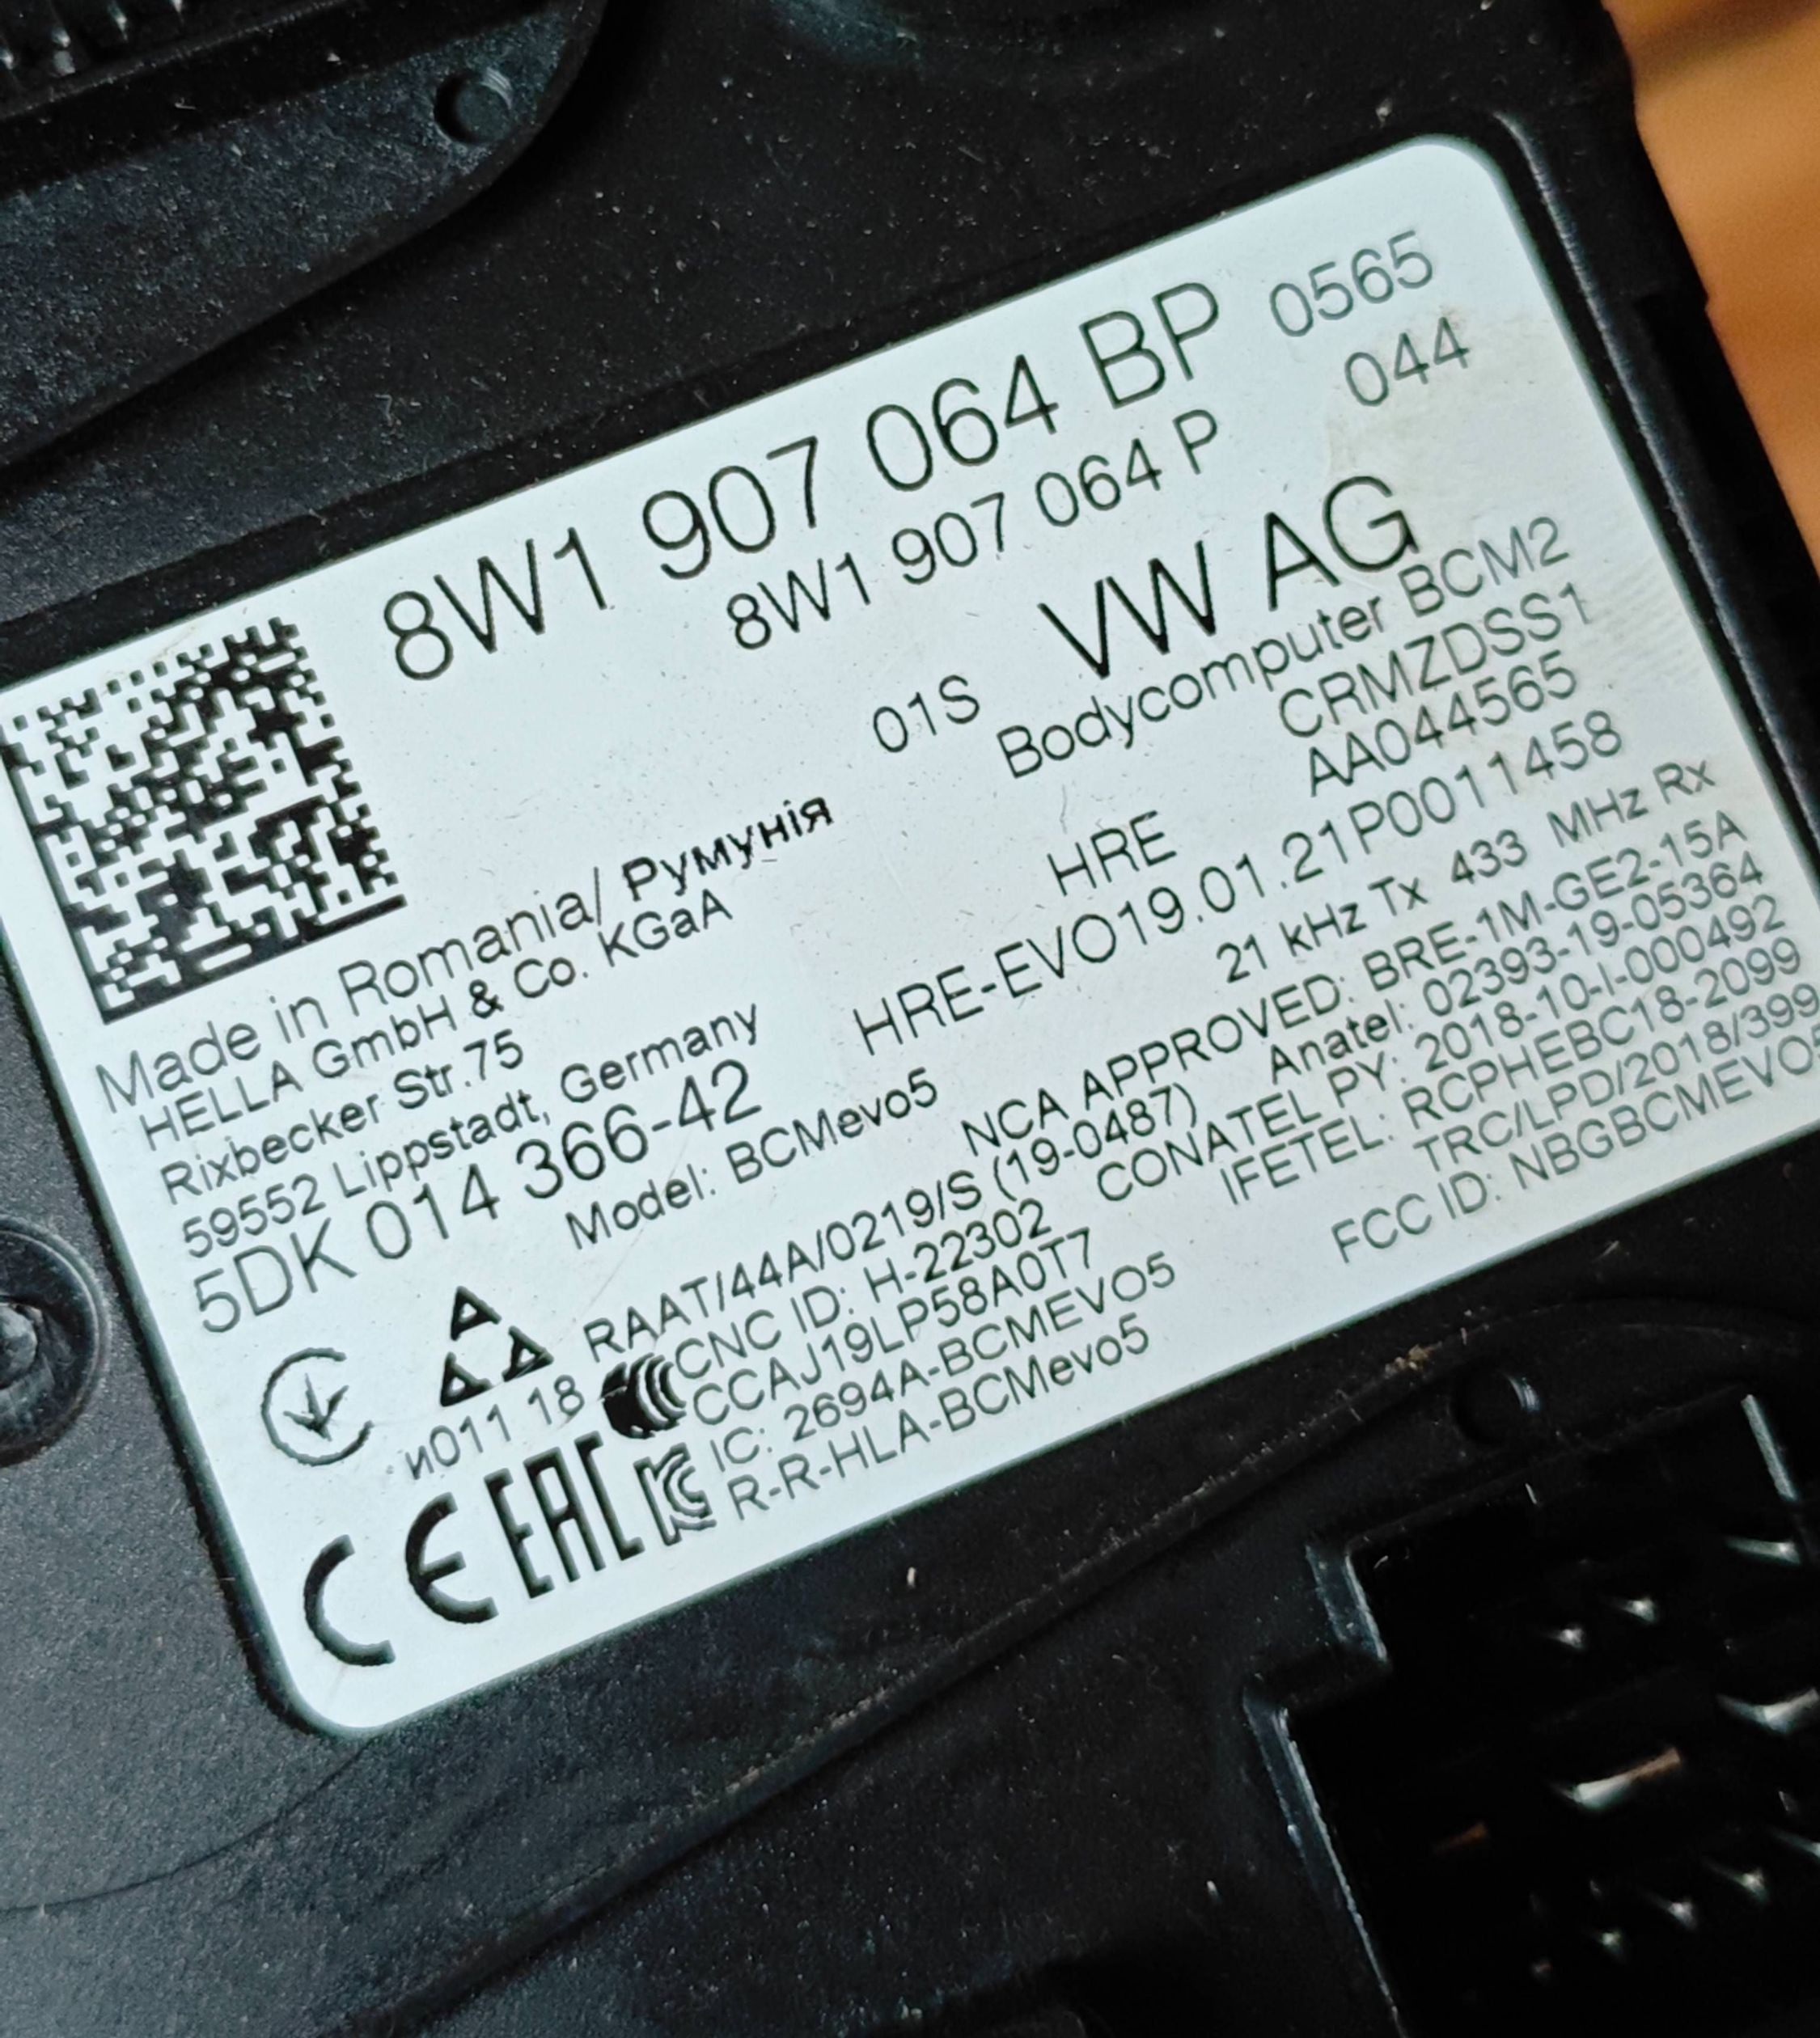 8W1 907 064 BP 0565
8W1 907 064 P 044
01S VW AG
Bodycomputer BCM2
CRMZDSS1
HRE AA044565
HRE-EVO19.01.21P0011458
21 kHz Tx 433 MHz Rx
Made in Romania/ Румунія
HELLA GmbH & Co. KGaA
Rixbecker Str.75
59552 Lippstadt, Germany
5DK 014 366-42
Model: BCMevo5
NCA APPROVED: BRE-1M-GE2-15A
RAAT/44A/0219/S (19-0487) Anatel: 02393-19-05364
CNC ID: H-22302 CONATEL PY: 2018-10-I-000492
CCAJ19LP58A0T7 IFETEL: RCPHEBC18-2099
IC: 2694A-BCMEVO5 TRC/LPD/2018/399
R-R-HLA-BCMevo5 FCC ID: NBGBCMEVO5
и011 18
CE EAC